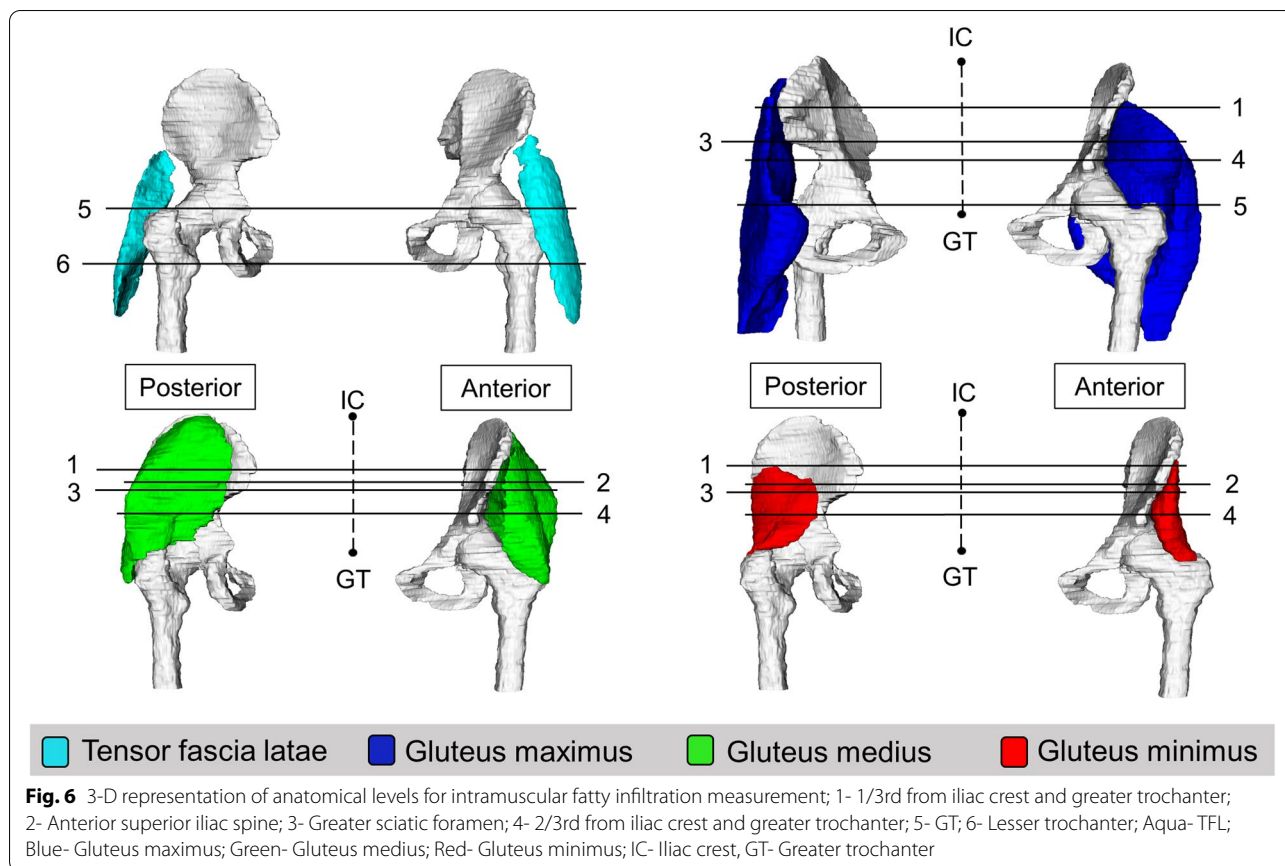 IC
1
3
4
5
5
GT
6
Posterior
Anterior
Posterior
Anterior
IC
IC
1
2
3
4
GT
1
2
3
4
GT
Tensor fascia latae
Gluteus maximus
Gluteus medius
Gluteus minimus
Fig. 6 3-D representation of anatomical levels for intramuscular fatty infiltration measurement; 1- 1/3rd from iliac crest and greater trochanter;
2- Anterior superior iliac spine; 3- Greater sciatic foramen; 4- 2/3rd from iliac crest and greater trochanter; 5- GT; 6- Lesser trochanter; Aqua- TFL;
Blue- Gluteus maximus; Green- Gluteus medius; Red- Gluteus minimus; IC- Iliac crest, GT- Greater trochanter